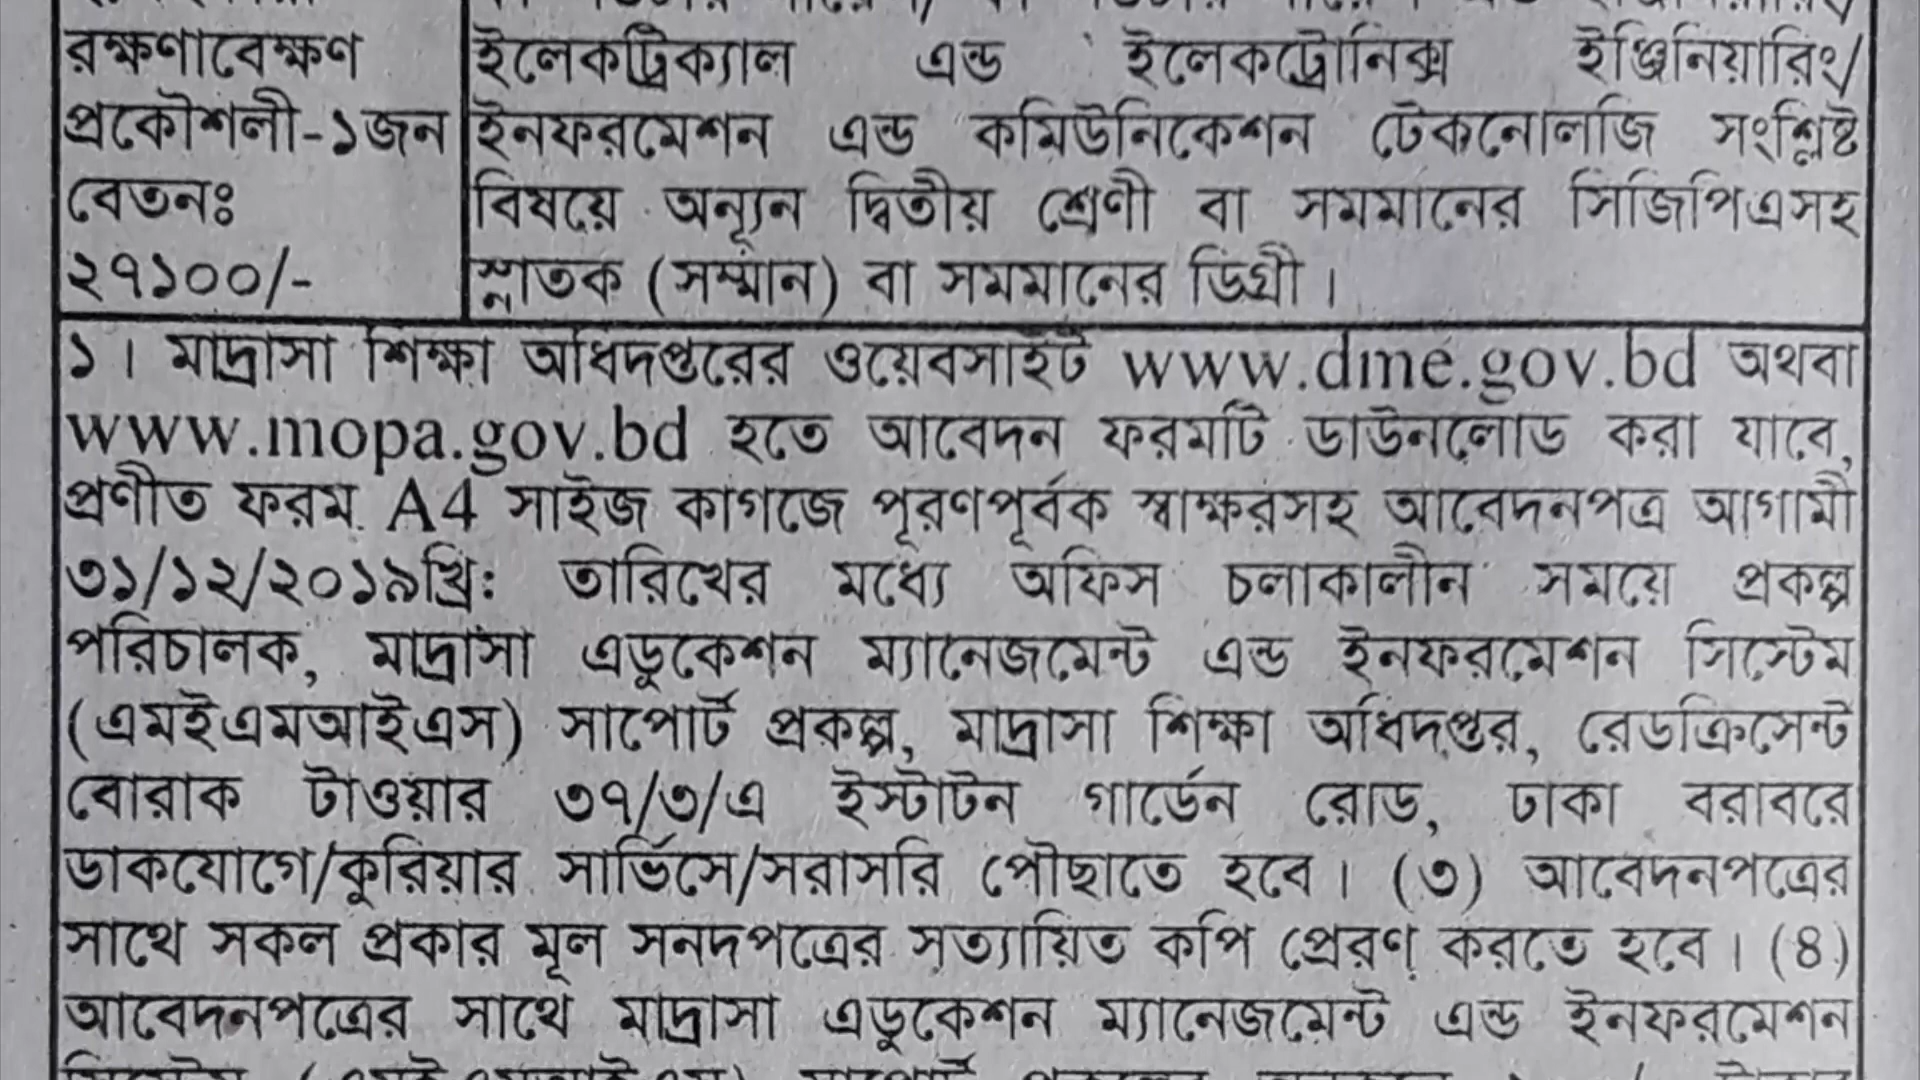 রক্ষণাবেক্ষণ
প্রকৌশলী-১জন
বেতনঃ
২৭১০০/-
ইলেকট্রিক্যাল এন্ড ইলেকট্রোনিক্স ইঞ্জিনিয়ারিং/
ইনফরমেশন এন্ড কমিউনিকেশন টেকনোলজি সংশ্লিষ্ট
বিষয়ে অন্যূন দ্বিতীয় শ্রেণী বা সমমানের সিজিপিএসহ
স্নাতক (সম্মান) বা সমমানের ডিগ্রী।
১। মাদ্রাসা শিক্ষা অধিদপ্তরের ওয়েবসাইট www.dme.gov.bd অথবা
www.mopa.gov.bd হতে আবেদন ফরমটি ডাউনলোড করা যাবে,
প্রণীত ফরম A4 সাইজ কাগজে পূরণপূর্বক স্বাক্ষরসহ আবেদনপত্র আগামী
৩১/১২/২০১৯খ্রি: তারিখের মধ্যে অফিস চলাকালীন সময়ে প্রকল্প
পরিচালক, মাদ্রাসা এডুকেশন ম্যানেজমেন্ট এন্ড ইনফরমেশন সিস্টেম
(এমইএমআইএস) সাপোর্ট প্রকল্প, মাদ্রাসা শিক্ষা অধিদপ্তর, রেডক্রিসেন্ট
বোরাক টাওয়ার ৩৭/৩/এ ইস্টাটন গার্ডেন রোড, ঢাকা বরাবরে
ডাকযোগে/কুরিয়ার সার্ভিসে/সরাসরি পৌছাতে হবে। (৩) আবেদনপত্রের
সাথে সকল প্রকার মূল সনদপত্রের সত্যায়িত কপি প্রেরণ করতে হবে। (৪)
আবেদনপত্রের সাথে মাদ্রাসা এডুকেশন ম্যানেজমেন্ট এন্ড ইনফরমেশন